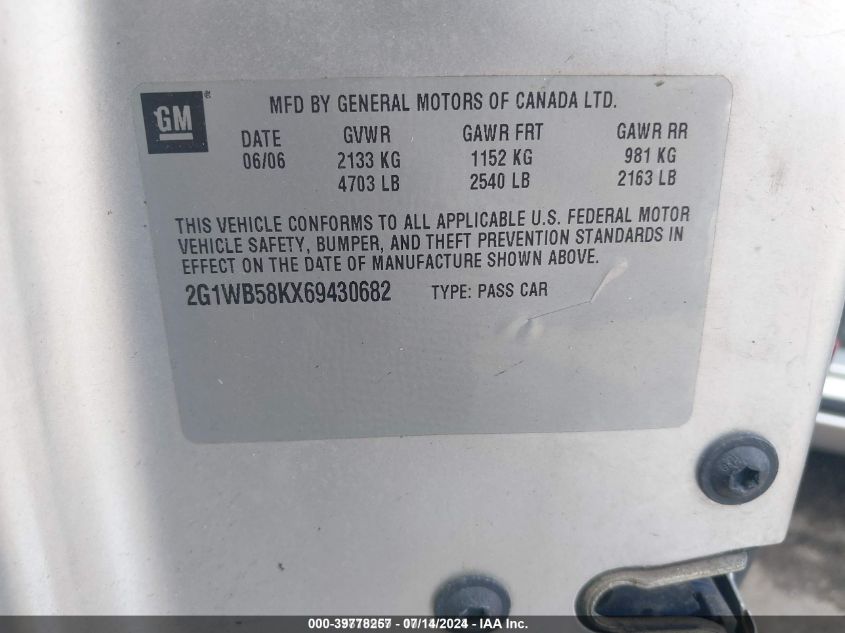 GM®
MFD BY GENERAL MOTORS OF CANADA LTD.
DATE GVWR GAWR FRT GAWR RR
06/06 2133 KG 1152 KG 981 KG
4703 LB 2540 LB 2163 LB
THIS VEHICLE CONFORMS TO ALL APPLICABLE U.S. FEDERAL MOTOR
VEHICLE SAFETY, BUMPER, AND THEFT PREVENTION STANDARDS IN
EFFECT ON THE DATE OF MANUFACTURE SHOWN ABOVE.
2G1WB58KX69430682 TYPE: PASS CAR
000-39778257 - 07/14/2024 - IAA Inc.